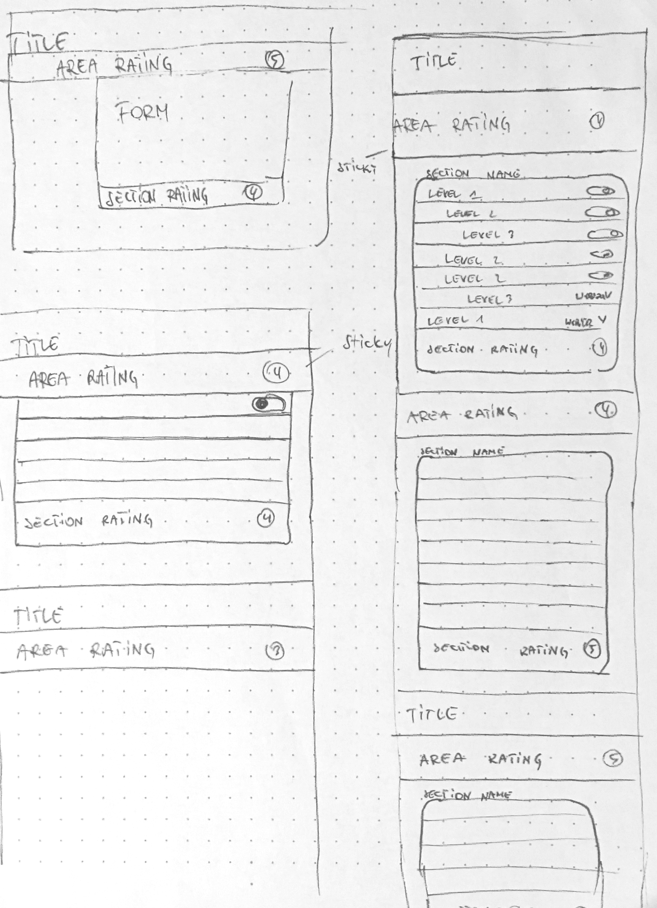 TITLE
AREA RATING 5
FORM
SECTION RATING 4
TITLE
Sticky
AREA RATING 4
SECTION RATING 4
TITLE
AREA RATING 3
TITLE
AREA RATING 4
STICKY
SECTION NAME
LEVEL 1
LEVEL 2
LEVEL 3
LEVEL 2
LEVEL 2
LEVEL 3
LEVEL 1
SECTION RATING 4
AREA RATING 4
SECTION NAME
SECTION RATING 5
TITLE
AREA RATING 5
SECTION NAME